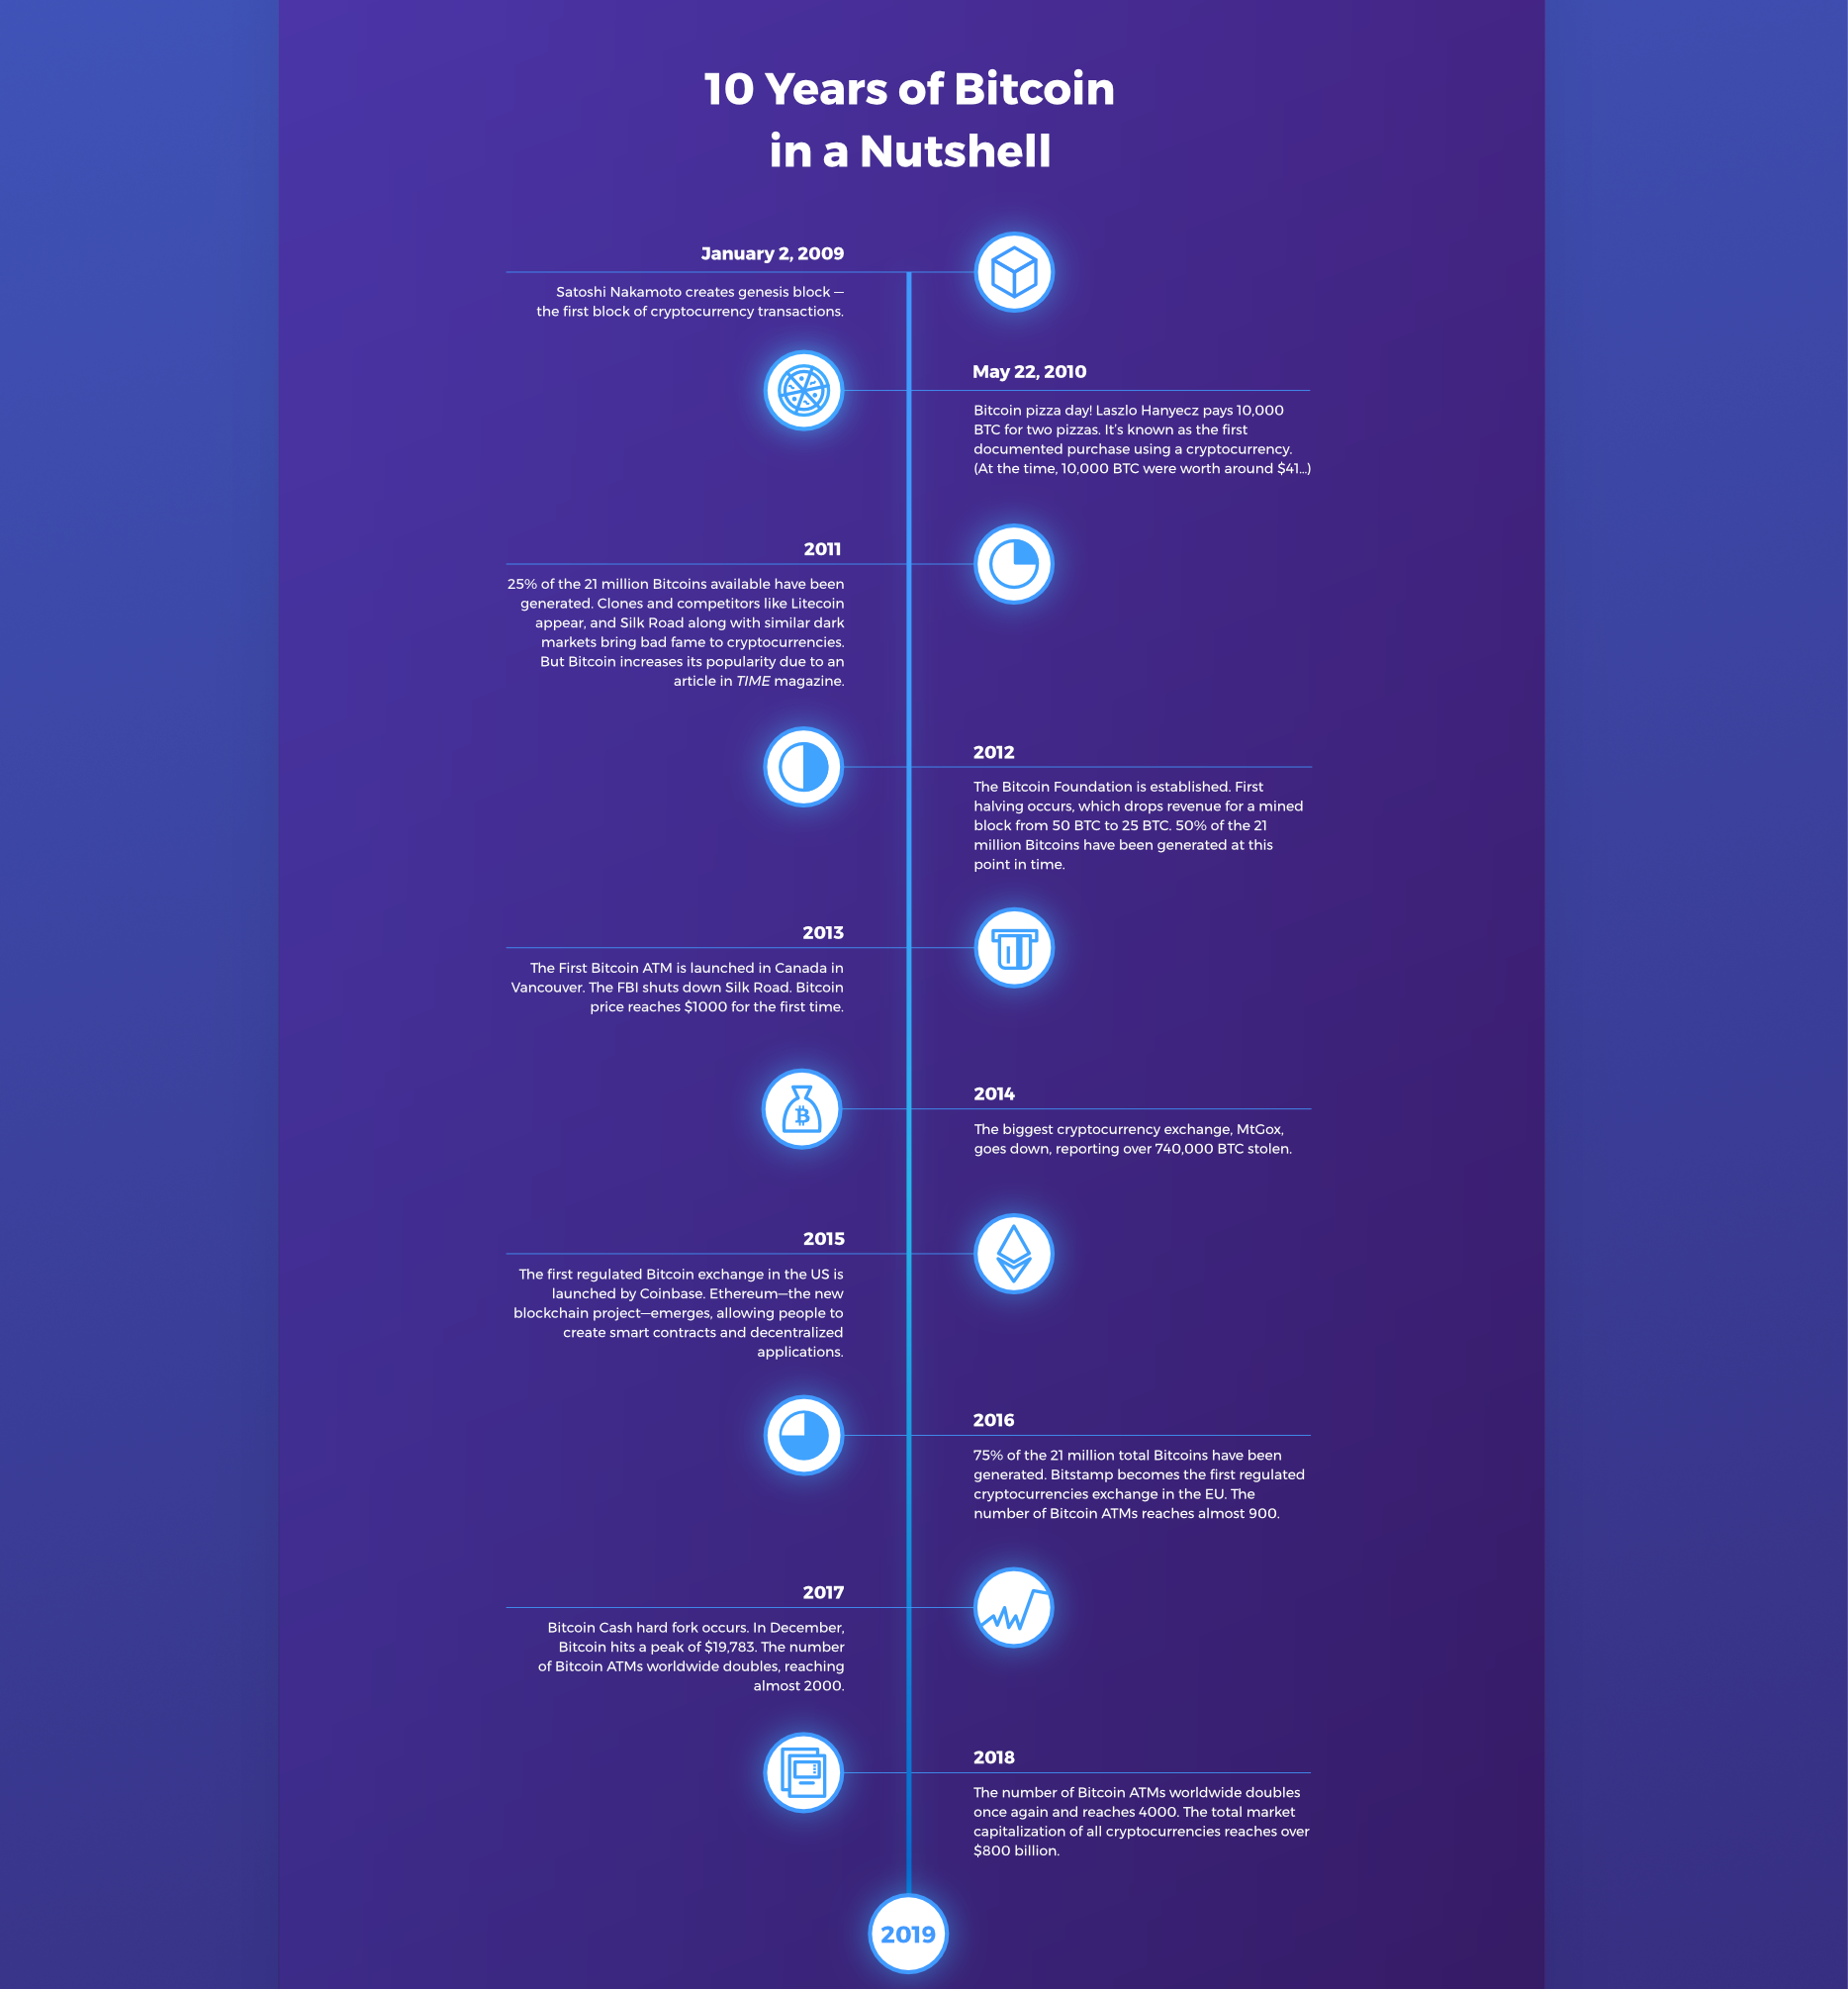 10 Years of Bitcoin
in a Nutshell
January 2, 2009
Satoshi Nakamoto creates genesis block —
the first block of cryptocurrency transactions.
May 22, 2010
Bitcoin pizza day! Laszlo Hanyecz pays 10,000
BTC for two pizzas. It's known as the first
documented purchase using a cryptocurrency.
(At the time, 10,000 BTC were worth around $41...)
2011
25% of the 21 million Bitcoins available have been
generated. Clones and competitors like Litecoin
appear, and Silk Road along with similar dark
markets bring bad fame to cryptocurrencies.
But Bitcoin increases its popularity due to an
article in TIME magazine.
2012
The Bitcoin Foundation is established. First
halving occurs, which drops revenue for a mined
block from 50 BTC to 25 BTC. 50% of the 21
million Bitcoins have been generated at this
point in time.
2013
The First Bitcoin ATM is launched in Canada in
Vancouver. The FBI shuts down Silk Road. Bitcoin
price reaches $1000 for the first time.
2014
The biggest cryptocurrency exchange, MtGox,
goes down, reporting over 740,000 BTC stolen.
2015
The first regulated Bitcoin exchange in the US is
launched by Coinbase. Ethereum—the new
blockchain project—emerges, allowing people to
create smart contracts and decentralized
applications.
2016
75% of the 21 million total Bitcoins have been
generated. Bitstamp becomes the first regulated
cryptocurrencies exchange in the EU. The
number of Bitcoin ATMs reaches almost 900.
2017
Bitcoin Cash hard fork occurs. In December,
Bitcoin hits a peak of $19,783. The number
of Bitcoin ATMs worldwide doubles, reaching
almost 2000.
2018
The number of Bitcoin ATMs worldwide doubles
once again and reaches 4000. The total market
capitalization of all cryptocurrencies reaches over
$800 billion.
2019